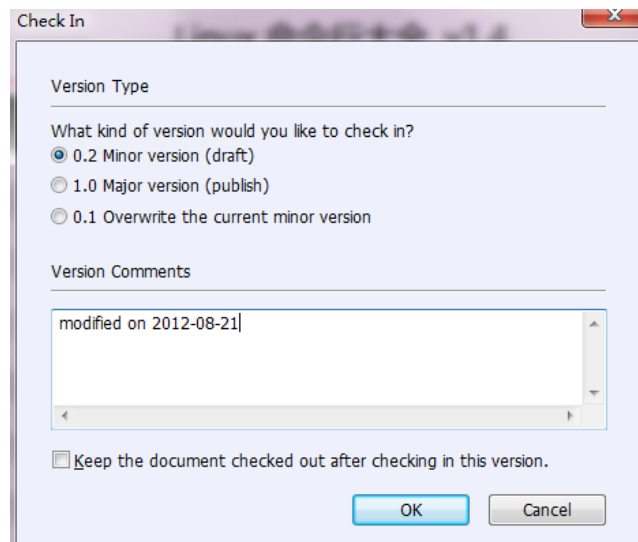 Check In
Version Type
What kind of version would you like to check in?
0.2 Minor version (draft)
1.0 Major version (publish)
0.1 Overwrite the current minor version
Version Comments
modified on 2012-08-21
Keep the document checked out after checking in this version.
OK
Cancel